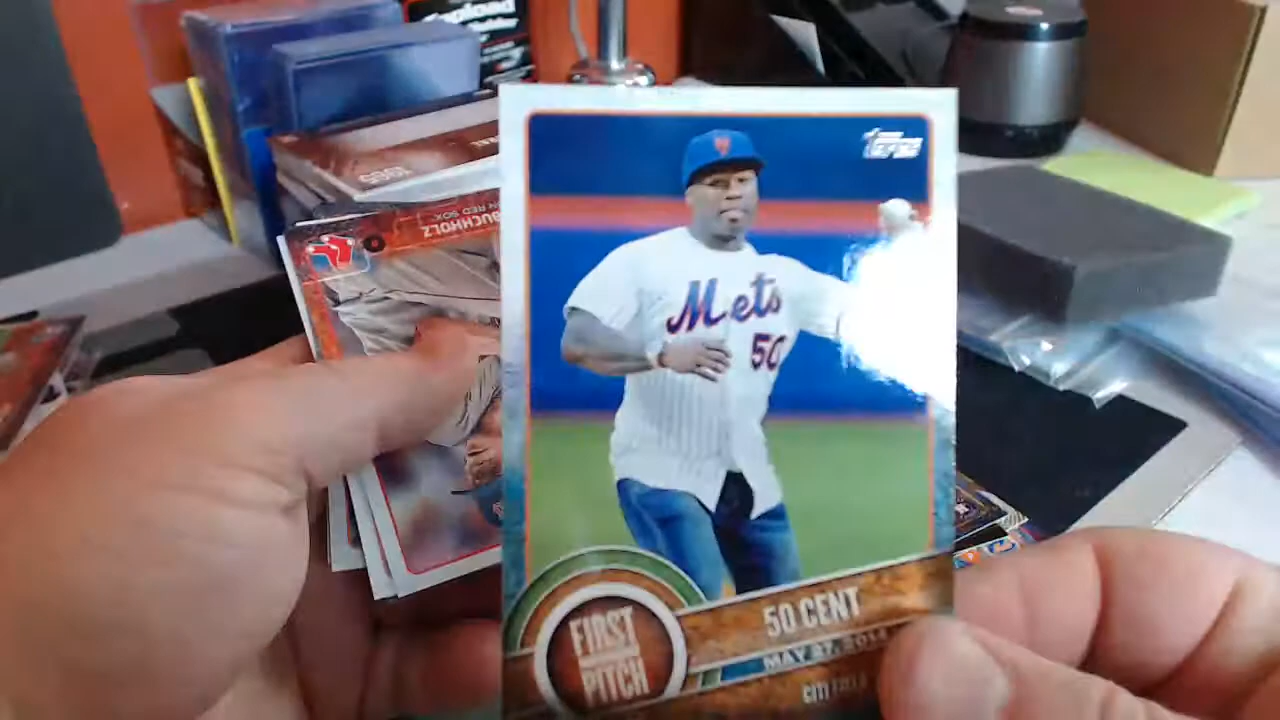 Topps
Mets
50
50 CENT
MAY 27, 2014
CITI FIELD
FIRST
PITCH
BUCHHOLZ
RED SOX